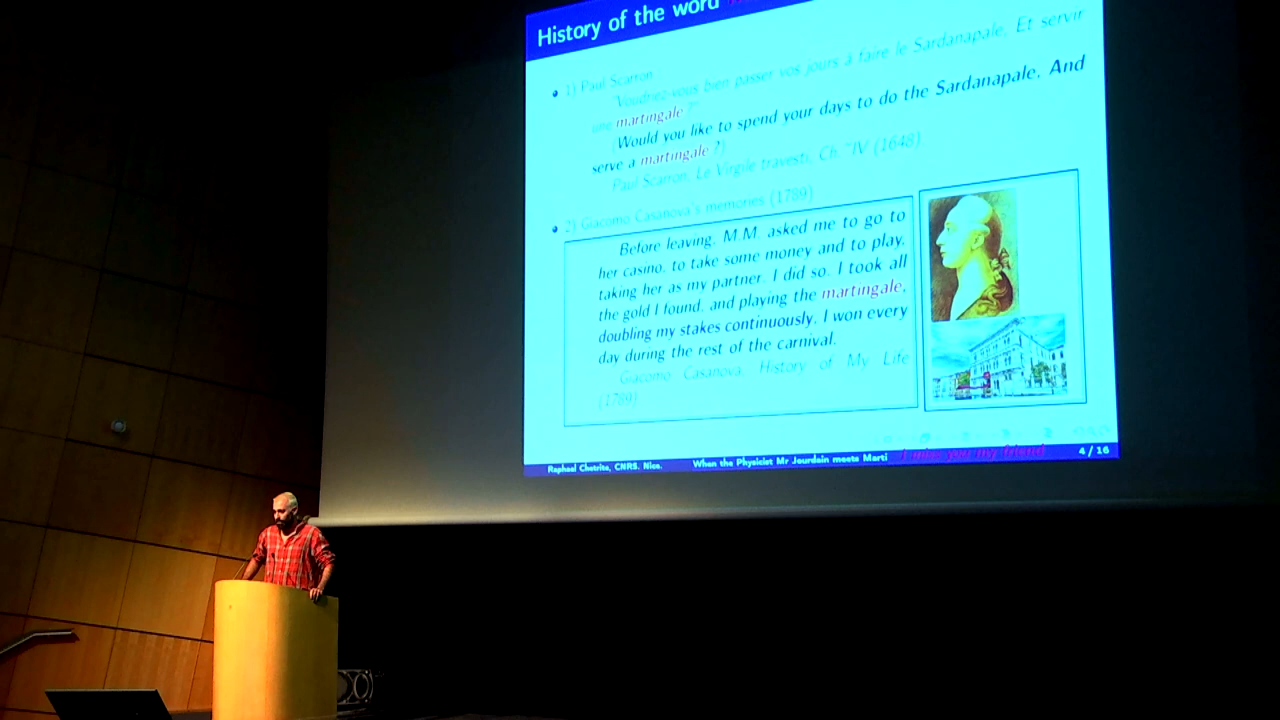 History of the word
1) Paul Scarron
"Voudriez-vous bien passer vos jours à faire le Sardanapale, Et servir
une martingale ?"
(Would you like to spend your days to do the Sardanapale, And
serve a martingale ?)
Paul Scarron, Le Virgile travesti, Ch. "IV (1648)
2) Giacomo Casanova's memories (1789)
Before leaving, M.M. asked me to go to
her casino, to take some money and to play,
taking her as my partner. I did so. I took all
the gold I found, and playing the martingale,
doubling my stakes continuously, I won every
day during the rest of the carnival.
Giacomo Casanova, History of My Life
(1789)
Raphael Chetrite, CNRS, Nice. When the Physicist Mr Jourdain meets Marti I miss you my friend 4 / 16